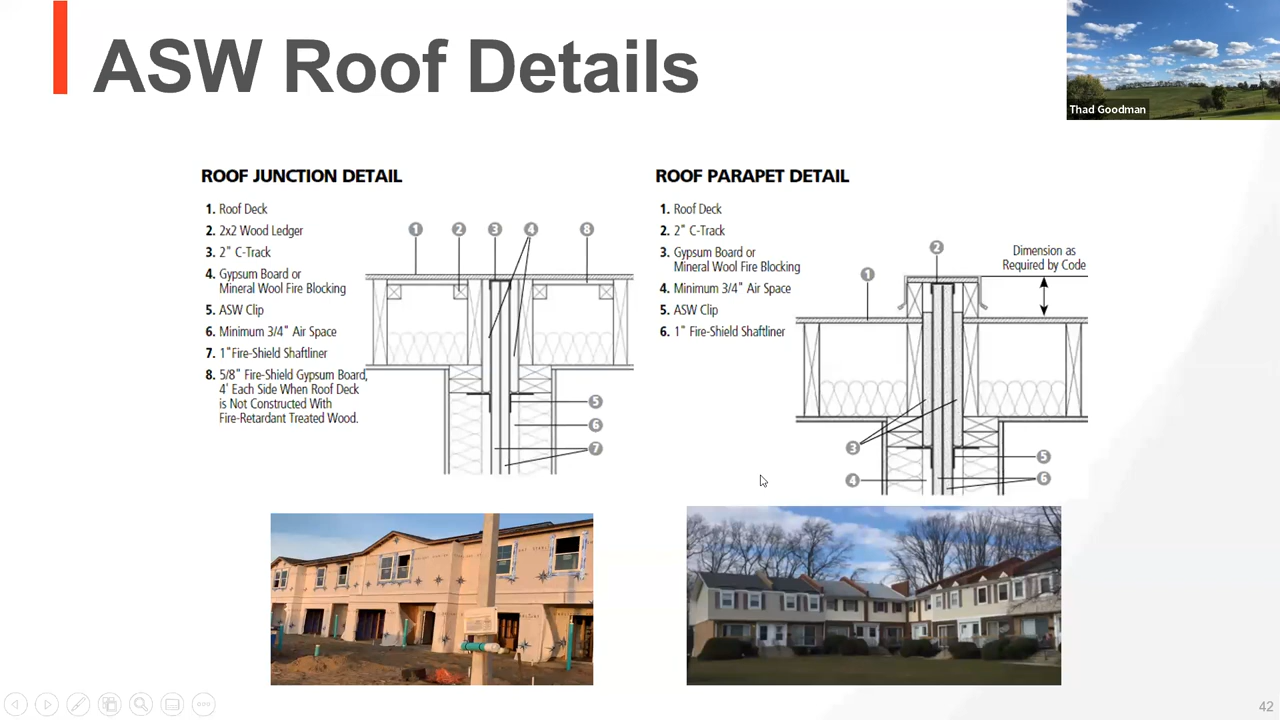 ASW Roof Details
Thad Goodman
ROOF JUNCTION DETAIL
1. Roof Deck
2. 2x2 Wood Ledger
3. 2" C-Track
4. Gypsum Board or
Mineral Wool Fire Blocking
5. ASW Clip
6. Minimum 3/4" Air Space
7. 1"Fire-Shield Shaftliner
8. 5/8" Fire-Shield Gypsum Board,
4' Each Side When Roof Deck
is Not Constructed With
Fire-Retardant Treated Wood.
1 2 3 4 8
5
6
7
ROOF PARAPET DETAIL
1. Roof Deck
2. 2" C-Track
3. Gypsum Board or
Mineral Wool Fire Blocking
4. Minimum 3/4" Air Space
5. ASW Clip
6. 1" Fire-Shield Shaftliner
2
Dimension as
Required by Code
1
3
5
4 6
42